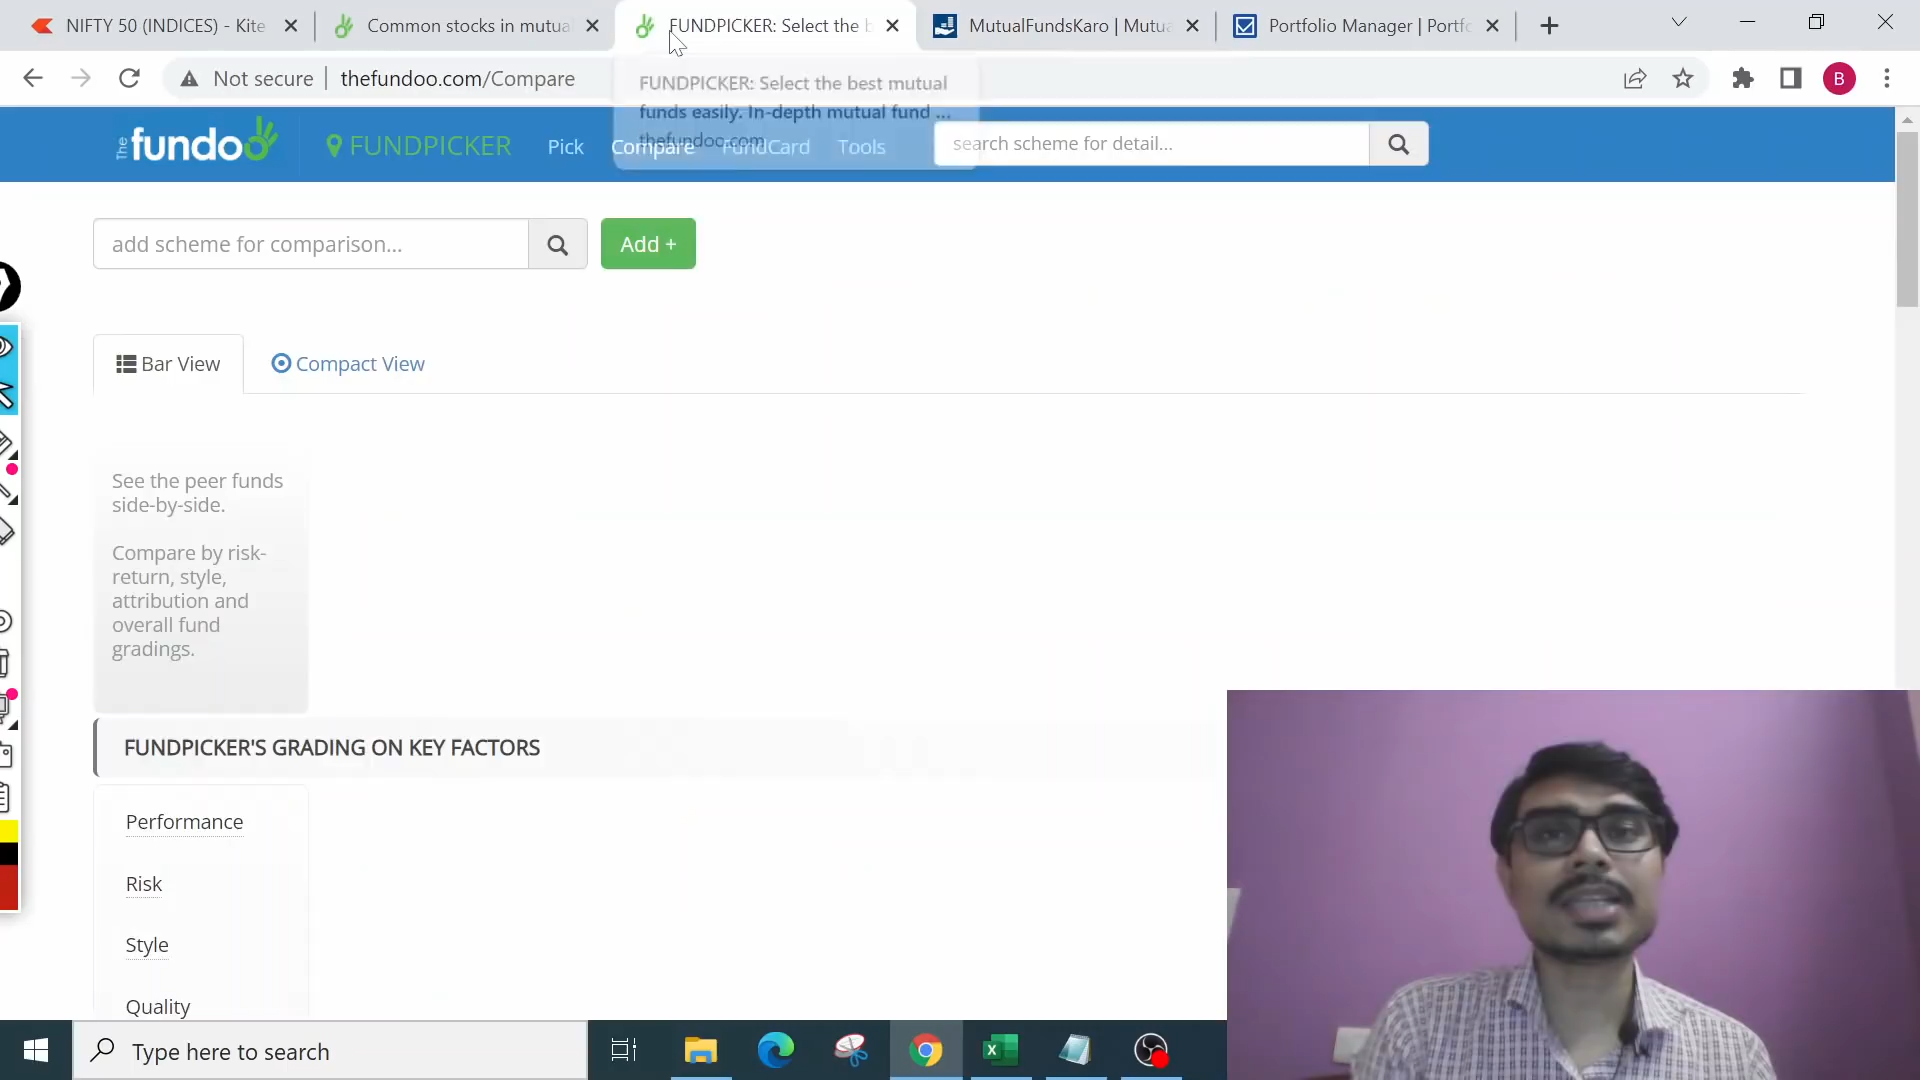 NIFTY 50 (INDICES) - Kite
Common stocks in mutua
FUNDPICKER: Select the b
MutualFundsKaro | Mutua
Portfolio Manager | Portfo
Not secure
thefundoo.com/Compare
B
FUNDPICKER: Select the best mutual
funds easily. In-depth mutual fund ...
thefundoo.com
The fundoo
FUNDPICKER
Pick
Compare
FundCard
Tools
search scheme for detail...
add scheme for comparison...
Add +
Bar View
Compact View
See the peer funds
side-by-side.
Compare by risk-
return, style,
attribution and
overall fund
gradings.
FUNDPICKER'S GRADING ON KEY FACTORS
Performance
Risk
Style
Quality
Type here to search